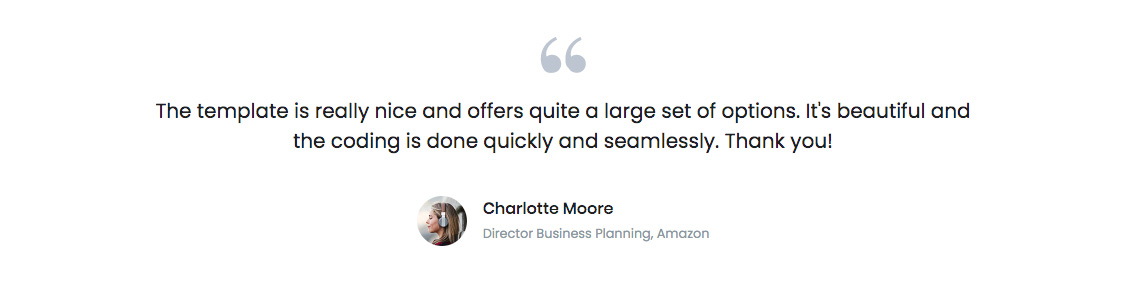 “
The template is really nice and offers quite a large set of options. It's beautiful and
the coding is done quickly and seamlessly. Thank you!
Charlotte Moore
Director Business Planning, Amazon